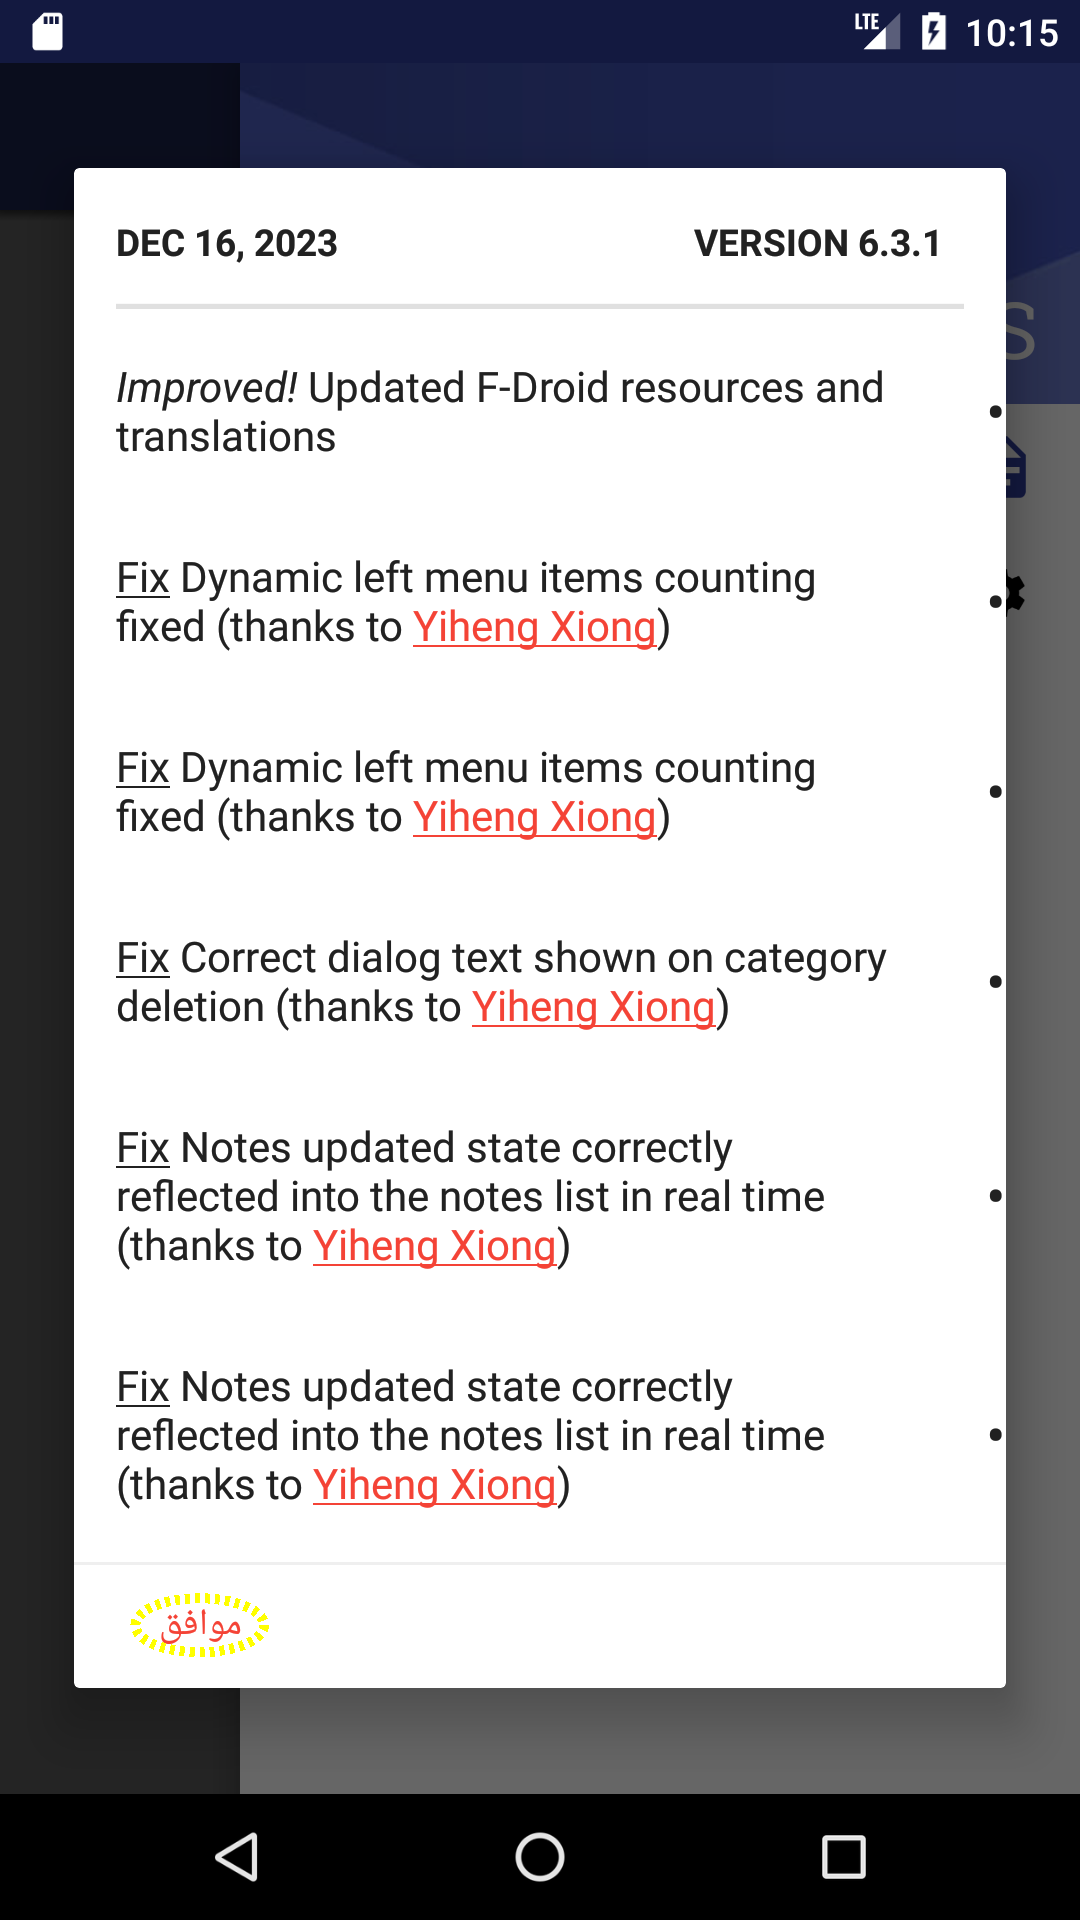 LTE 10:15
DEC 16, 2023 VERSION 6.3.1
S
Improved! Updated F-Droid resources and
translations
Fix Dynamic left menu items counting
fixed (thanks to Yiheng Xiong)
Fix Dynamic left menu items counting
fixed (thanks to Yiheng Xiong)
Fix Correct dialog text shown on category
deletion (thanks to Yiheng Xiong)
Fix Notes updated state correctly
reflected into the notes list in real time
(thanks to Yiheng Xiong)
Fix Notes updated state correctly
reflected into the notes list in real time
(thanks to Yiheng Xiong)
موافق